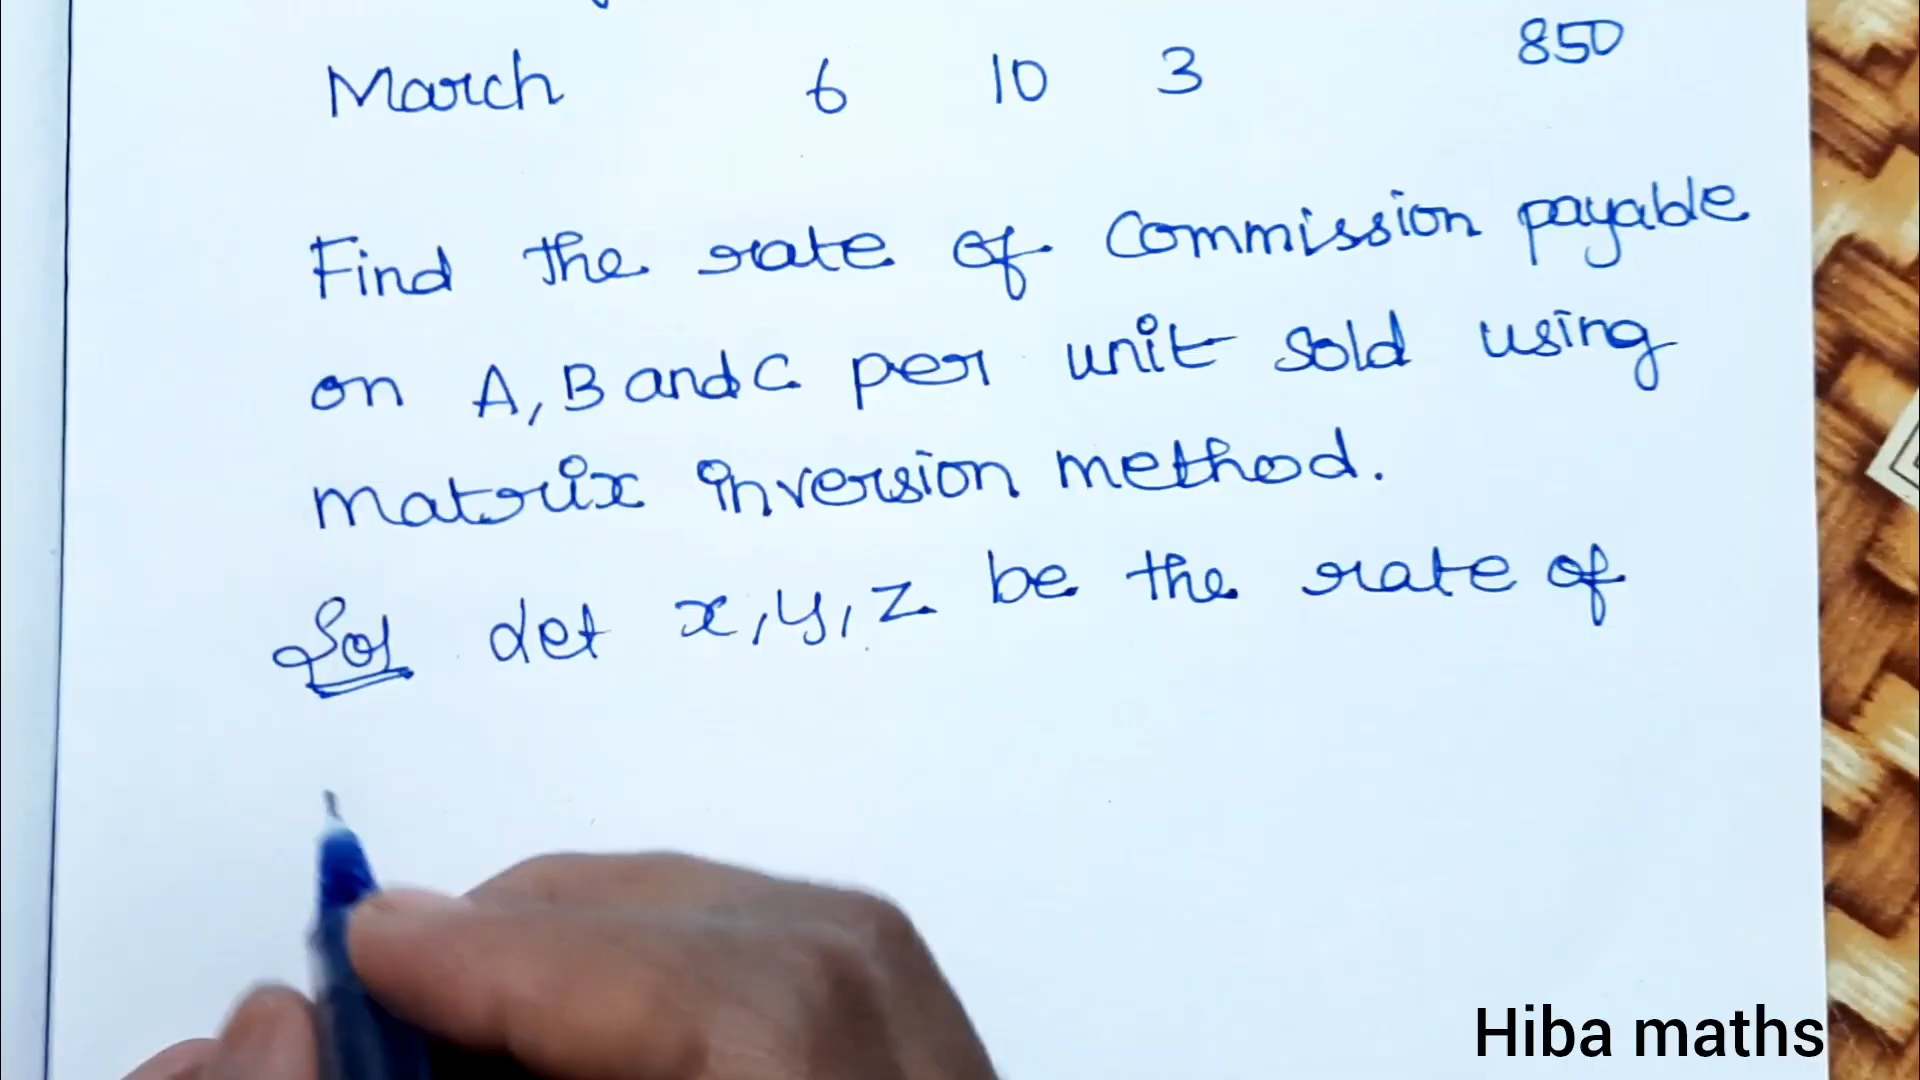 March 6 10 3 850
Find the rate of Commission payable
on A, B and C per unit sold using
matrix inversion method.
Sol Let x, y, z be the rate of
Hiba maths